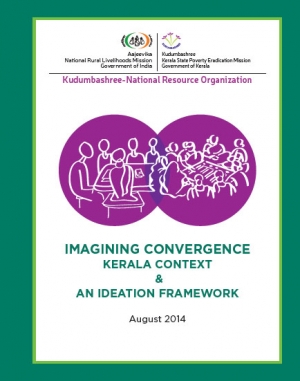 Aajeevika
National Rural Livelihoods Mission
Government of India
Kudumbashree
Kerala State Poverty Eradication Mission
Government of Kerala
Kudumbashree-National Resource Organization
IMAGINING CONVERGENCE
KERALA CONTEXT
&
AN IDEATION FRAMEWORK
August 2014